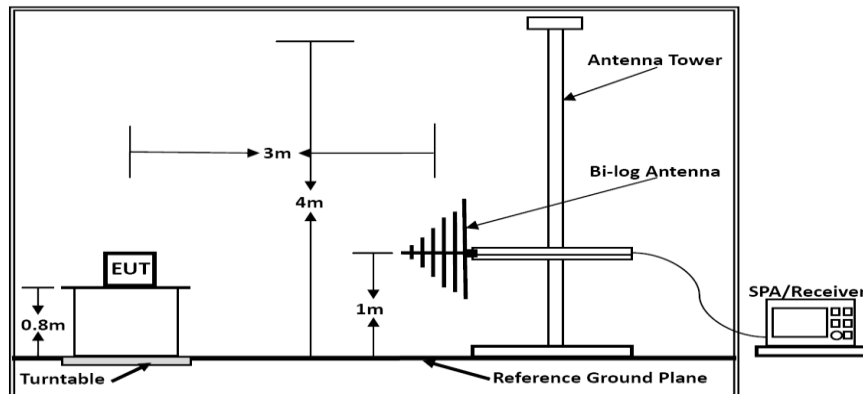 Antenna Tower
3m
Bi-log Antenna
4m
EUT
1m
SPA/Receiver
0.8m
Turntable
Reference Ground Plane